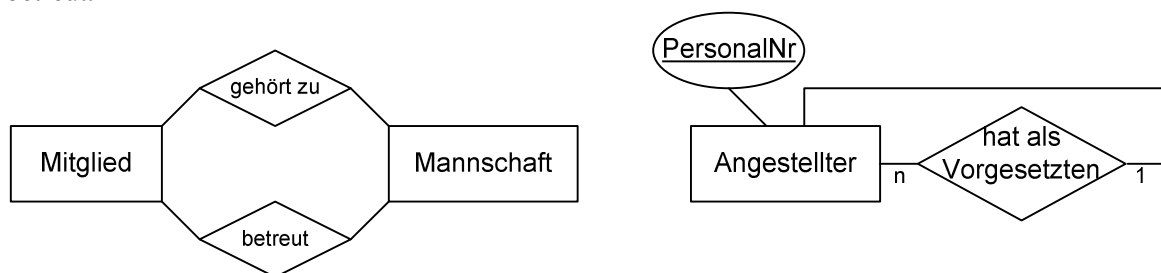 PersonalNr
gehört zu
hat als
Mitglied
Mannschaft
Angestellter
Vorgesetzten
n
1
betreut